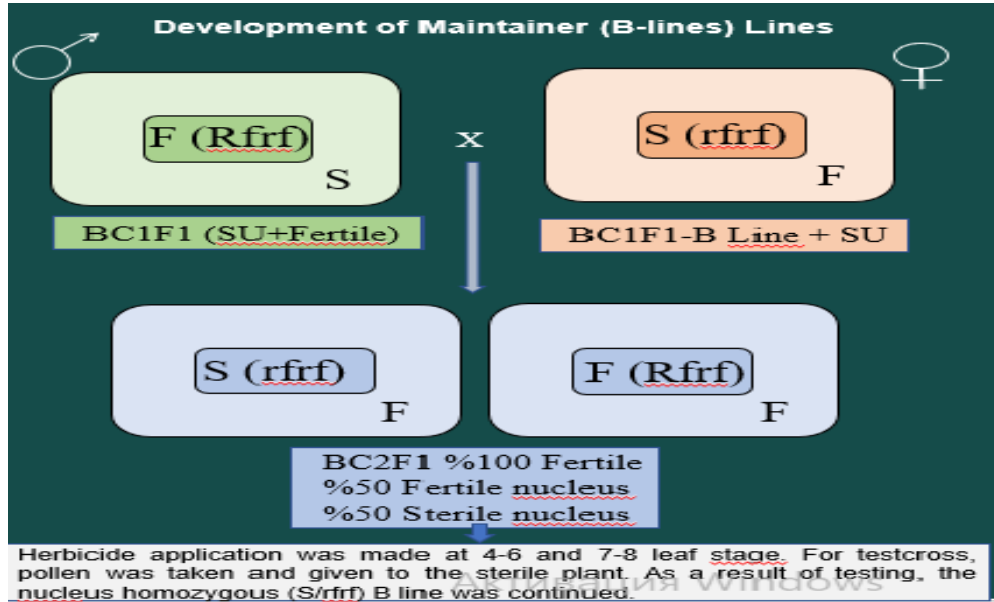 Development of Maintainer (B-lines) Lines
F (Rfrf)
S
x
S (rfrf)
F
BC1F1 (SU+Fertile)
BC1F1-B Line + SU
S (rfrf)
F
F (Rfrf)
F
BC2F1 %100 Fertile
%50 Fertile nucleus
%50 Sterile nucleus
Herbicide application was made at 4-6 and 7-8 leaf stage. For testcross,
pollen was taken and given to the sterile plant. As a result of testing, the
nucleus homozygous (S/rfrf) B line was continued.
Активация Windows